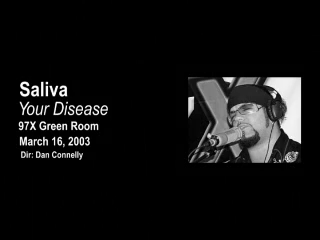 Saliva
Your Disease
97X Green Room
March 16, 2003
Dir: Dan Connelly